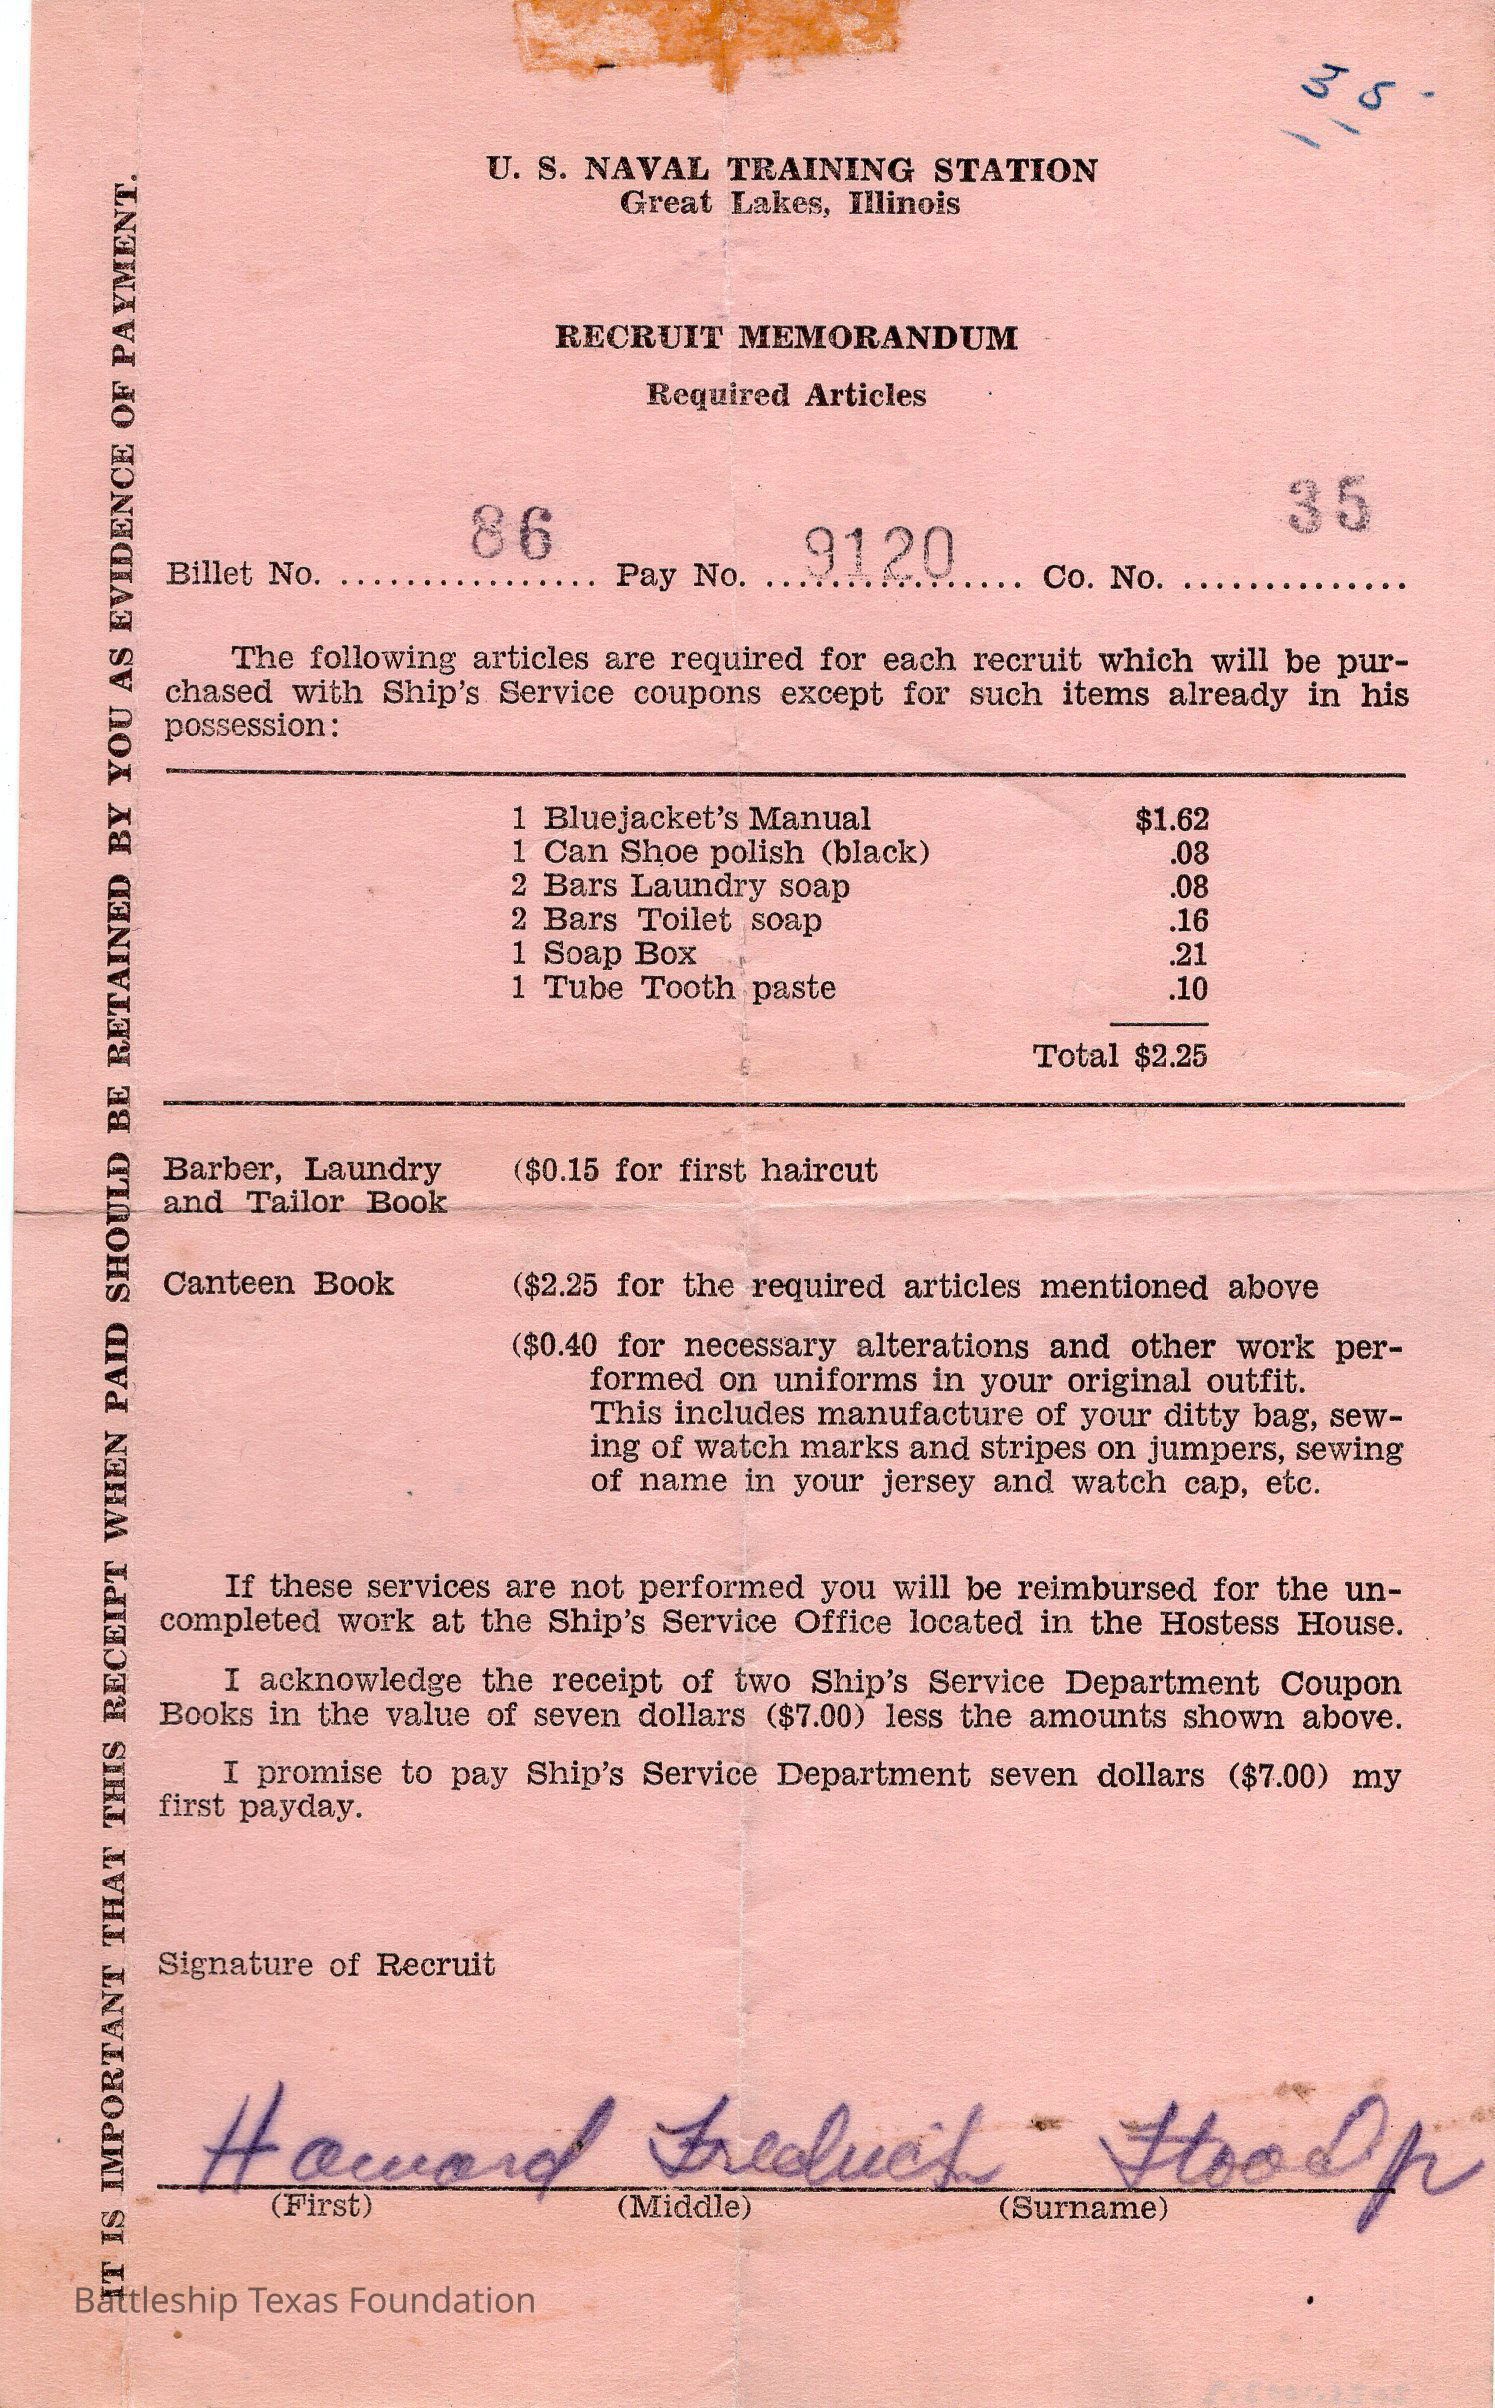 35-
U. S. NAVAL TRAINING STATION
Great Lakes, Illinois
RECRUIT MEMORANDUM
Required Articles
Billet No. 86 Pay No. 9120 Co. No. 35
The following articles are required for each recruit which will be pur-
chased with Ship's Service coupons except for such items already in his
possession:
1 Bluejacket's Manual $1.62
1 Can Shoe polish (black) .08
2 Bars Laundry soap .08
2 Bars Toilet soap .16
1 Soap Box .21
1 Tube Tooth paste .10
Total $2.25
Barber, Laundry ($0.15 for first haircut
and Tailor Book
Canteen Book ($2.25 for the required articles mentioned above
($0.40 for necessary alterations and other work per-
formed on uniforms in your original outfit.
This includes manufacture of your ditty bag, sew-
ing of watch marks and stripes on jumpers, sewing
of name in your jersey and watch cap, etc.
If these services are not performed you will be reimbursed for the un-
completed work at the Ship's Service Office located in the Hostess House.
I acknowledge the receipt of two Ship's Service Department Coupon
Books in the value of seven dollars ($7.00) less the amounts shown above.
I promise to pay Ship's Service Department seven dollars ($7.00) my
first payday.
Signature of Recruit
Howard Fredrick
(First) (Middle) (Surname)
IT IS IMPORTANT THAT THIS RECEIPT WHEN PAID SHOULD BE RETAINED BY YOU AS EVIDENCE OF PAYMENT.
Battleship Texas Foundation